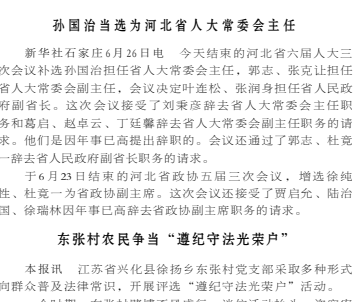 孙国治当选为河北省人大常委会主任
新华社石家庄6月26日电　今天结束的河北省六届人大三
次会议补选孙国治担任省人大常委会主任，郭志、张克让担任
省人大常委会副主任，会议决定叶连松、张润身担任省人民政
府副省长。这次会议接受了刘秉彦辞去省人大常委会主任职
务和葛启、赵卓云、丁廷馨辞去省人大常委会副主任职务的请
求。他们是因年事已高提出辞职的。会议还通过了郭志、杜竟
一辞去省人民政府副省长职务的请求。
于6月23日结束的河北省政协五届三次会议，增选徐纯
性、杜竟一为省政协副主席。这次会议还接受了贾启允、陆治
国、徐瑞林因年事已高辞去省政协副主席职务的请求。
东张村农民争当“遵纪守法光荣户”
本报讯　江苏省兴化县徐扬乡东张村党支部采取多种形式
向群众普及法律常识，开展评选“遵纪守法光荣户”活动。